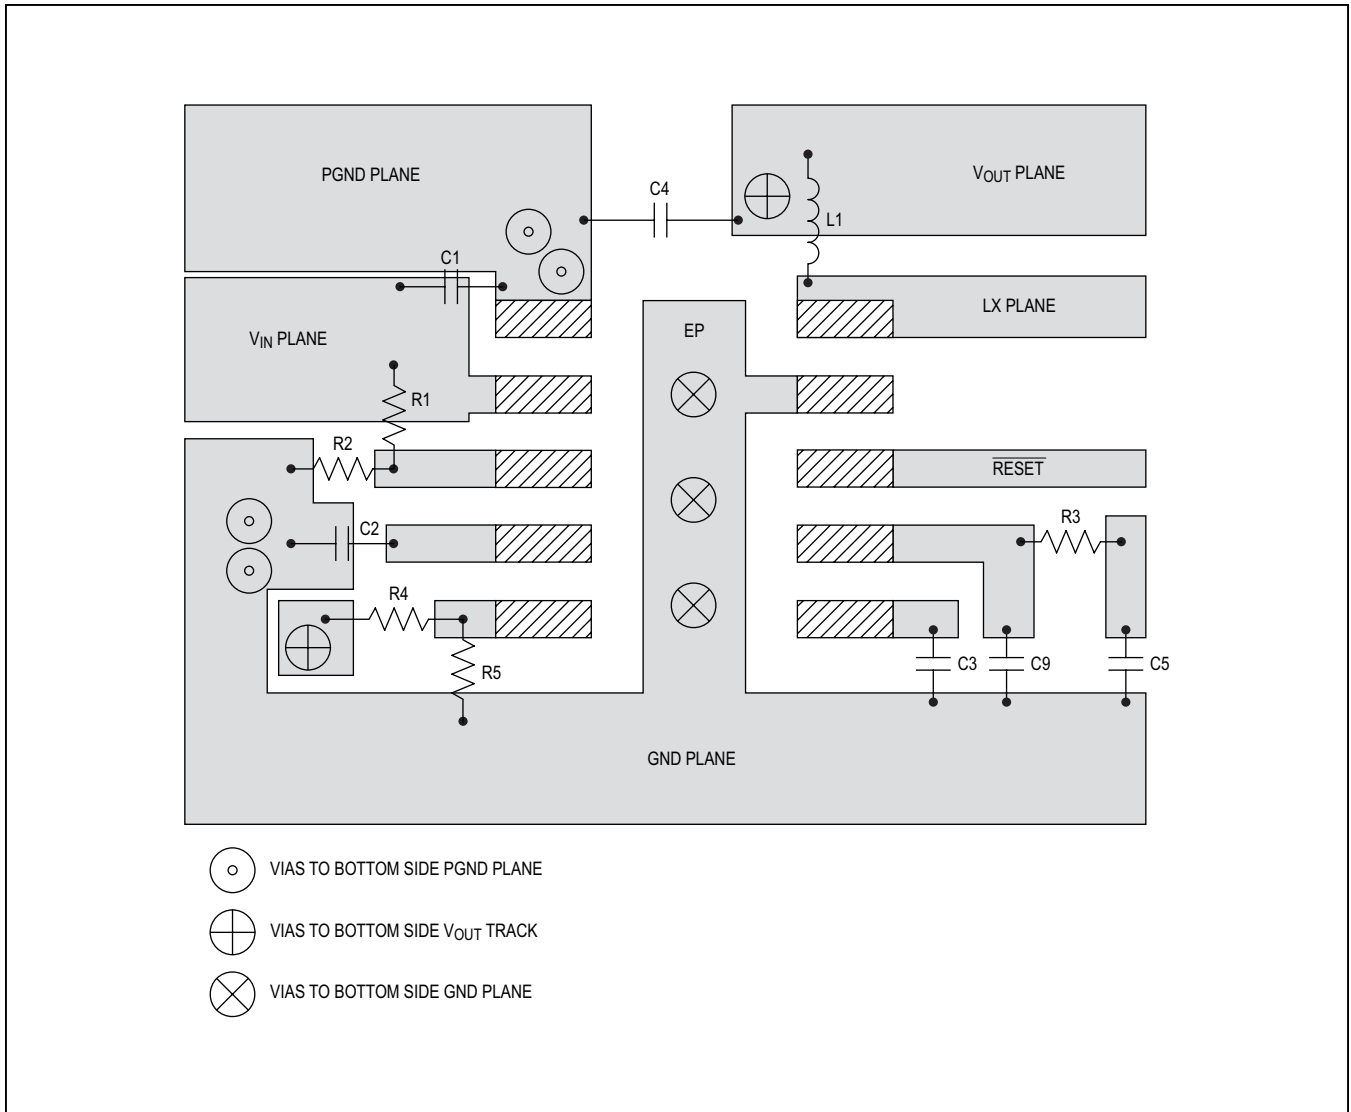 PGND PLANE
C4
VOUT PLANE
L1
C1
LX PLANE
VIN PLANE
EP
R1
R2
RESET
C2
R3
R4
R5
C3
C9
C5
GND PLANE
VIAS TO BOTTOM SIDE PGND PLANE
VIAS TO BOTTOM SIDE VOUT TRACK
VIAS TO BOTTOM SIDE GND PLANE